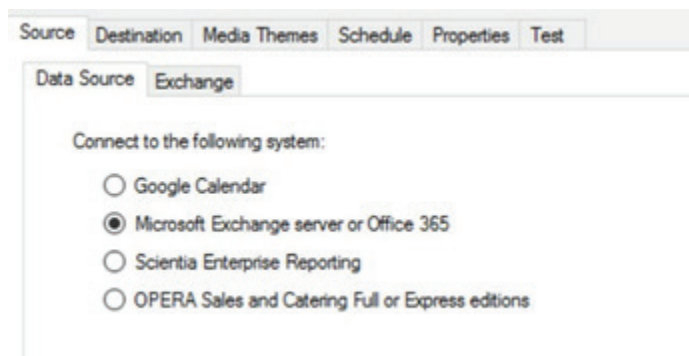 Source Destination Media Themes Schedule Properties Test
Data Source Exchange
Connect to the following system:
Google Calendar
Microsoft Exchange server or Office 365
Scientia Enterprise Reporting
OPERA Sales and Catering Full or Express editions